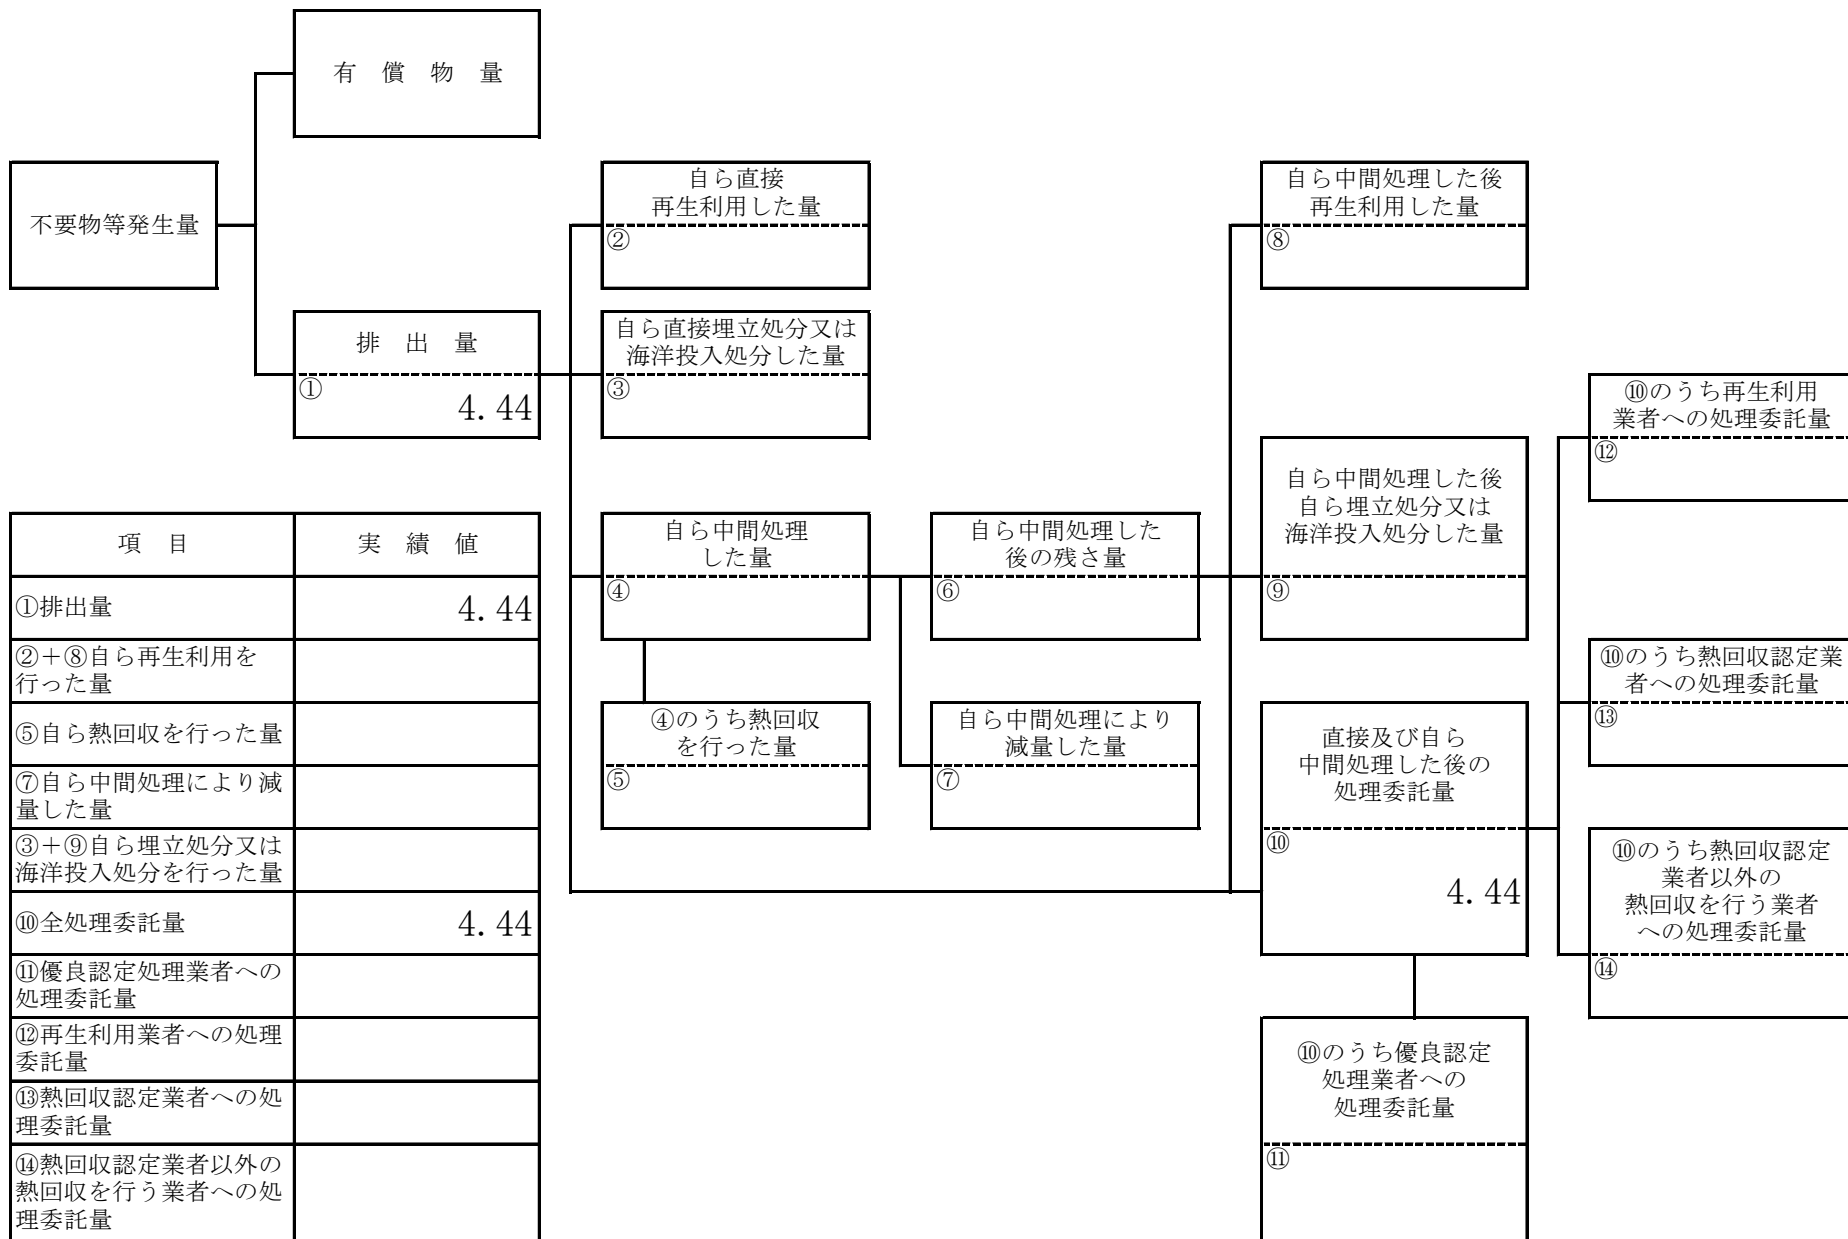 有 償 物 量
不要物等発生量
排 出 量
①
4.44
自ら直接
再生利用した量
②
自ら直接埋立処分又は
海洋投入処分した量
③
自ら中間処理
した量
④
④のうち熱回収
を行った量
⑤
自ら中間処理した
後の残さ量
⑥
自ら中間処理により
減量した量
⑦
自ら中間処理した後
再生利用した量
⑧
自ら中間処理した後
自ら埋立処分又は
海洋投入処分した量
⑨
直接及び自ら
中間処理した後の
処理委託量
⑩
4.44
⑩のうち優良認定
処理業者への
処理委託量
⑪
⑩のうち再生利用
業者への処理委託量
⑫
⑩のうち熱回収認定業
者への処理委託量
⑬
⑩のうち熱回収認定
業者以外の
熱回収を行う業者
への処理委託量
⑭
項 目 実 績 値
①排出量 4.44
②＋⑧自ら再生利用を
行った量
⑤自ら熱回収を行った量
⑦自ら中間処理により減
量した量
③＋⑨自ら埋立処分又は
海洋投入処分を行った量
⑩全処理委託量 4.44
⑪優良認定処理業者への
処理委託量
⑫再生利用業者への処理
委託量
⑬熱回収認定業者への処
理委託量
⑭熱回収認定業者以外の
熱回収を行う業者への処
理委託量